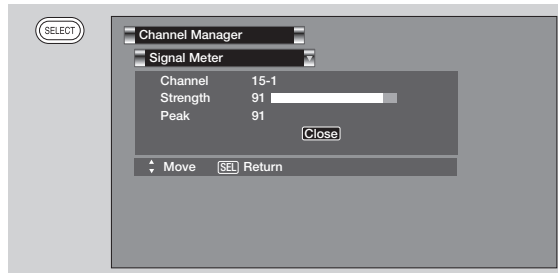 SELECT
Channel Manager
Signal Meter
Channel 15-1
Strength 91
Peak 91
Close
Move SEL Return